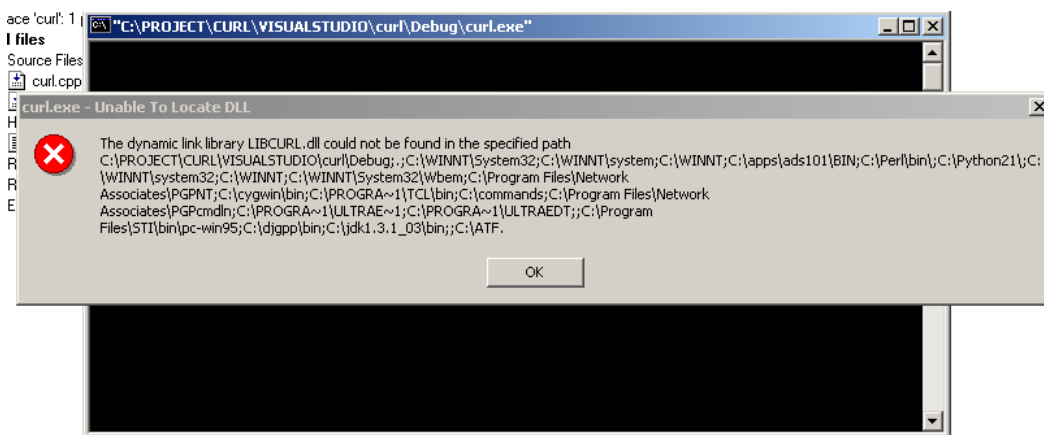 ace 'curl': 1
"C:\PROJECT\CURL\VISUALSTUDIO\curl\Debug\curl.exe"
l files
Source Files
curl.cpp
curl.exe - Unable To Locate DLL
H
R
R
E
The dynamic link library LIBCURL.dll could not be found in the specified path
C:\PROJECT\CURL\VISUALSTUDIO\curl\Debug;.;C:\WINNT\System32;C:\WINNT\system;C:\WINNT;C:\apps\ads101\BIN;C:\Perl\bin\;C:\Python21\;C:
\WINNT\system32;C:\WINNT;C:\WINNT\System32\Wbem;C:\Program Files\Network
Associates\PGPNT;C:\cygwin\bin;C:\PROGRA~1\TCL\bin;C:\commands;C:\Program Files\Network
Associates\PGPcmdln;C:\PROGRA~1\ULTRAE~1;C:\PROGRA~1\ULTRAEDT;;C:\Program
Files\STI\bin\pc-win95;C:\djgpp\bin;C:\jdk1.3.1_03\bin;;C:\ATF.
OK